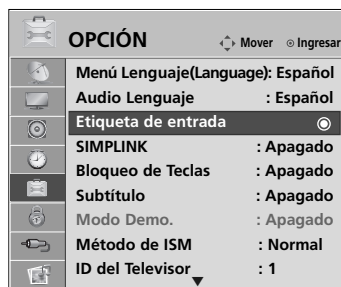 OPCIÓN Mover Ingresar
Menú Lenguaje(Language): Español
Audio Lenguaje : Español
Etiqueta de entrada
SIMPLINK : Apagado
Bloqueo de Teclas : Apagado
Subtítulo : Apagado
Modo Demo. : Apagado
Método de ISM : Normal
ID del Televisor : 1